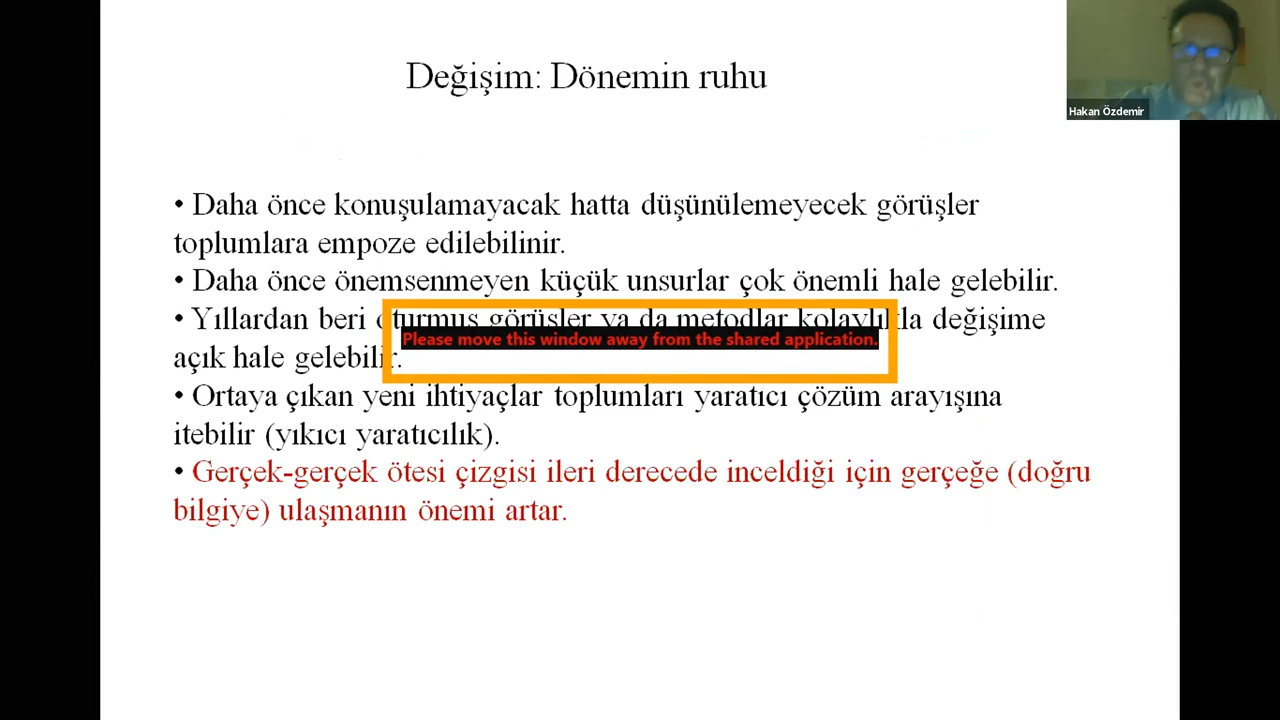 Değişim: Dönemin ruhu
Hakan Özdemir
• Daha önce konuşulamayacak hatta düşünülemeyecek görüşler
toplumlara empoze edilebilinir.
• Daha önce önemsenmeyen küçük unsurlar çok önemli hale gelebilir.
• Yıllardan beri oturmuş görüşler ya da metodlar kolaylıkla değişime
Please move this window away from the shared application.
açık hale gelebilir.
• Ortaya çıkan yeni ihtiyaçlar toplumları yaratıcı çözüm arayışına
itebilir (yıkıcı yaratıcılık).
• Gerçek-gerçek ötesi çizgisi ileri derecede inceldiği için gerçeğe (doğru
bilgiye) ulaşmanın önemi artar.